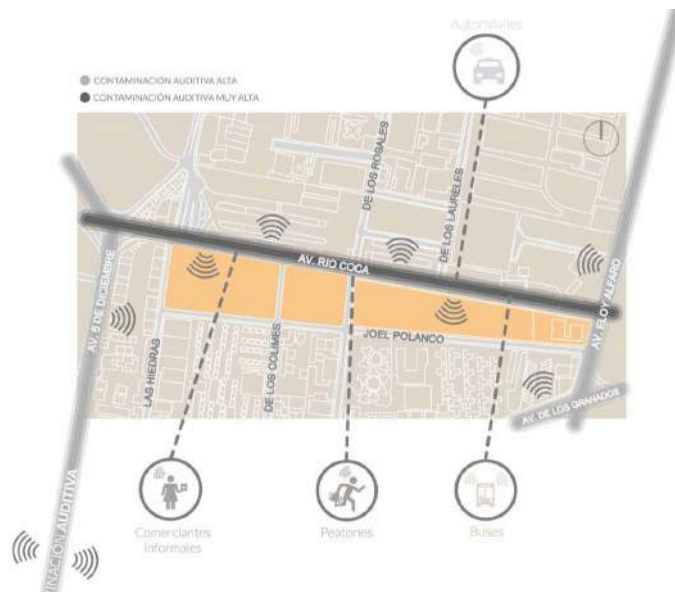 Automóviles
CONTAMINACIÓN AUDITIVA ALTA
CONTAMINACIÓN AUDITIVA MUY ALTA
DE LOS ROSALES
DE LOS LAURELES
AV. RIO COCA
AV. 6 DE DICIEMBRE
AV. ELOY ALFARO
JOEL POLANCO
LAS HIEDRAS
DE LOS COLIMES
AV. DE LOS GRANADOS
Comerciantes
informales
Peatones
Buses
INACIÓN AUDITIVA